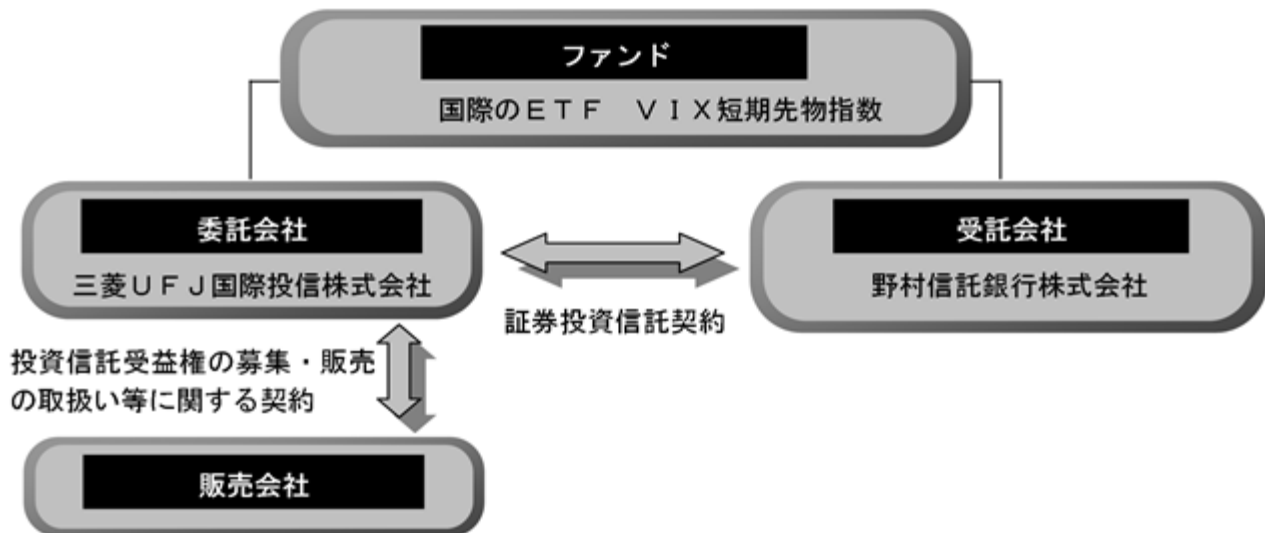 ファンド
国際のＥＴＦ　ＶＩＸ短期先物指数
委託会社
三菱ＵＦＪ国際投信株式会社
受託会社
野村信託銀行株式会社
証券投資信託契約
投資信託受益権の募集・販売
の取扱い等に関する契約
販売会社